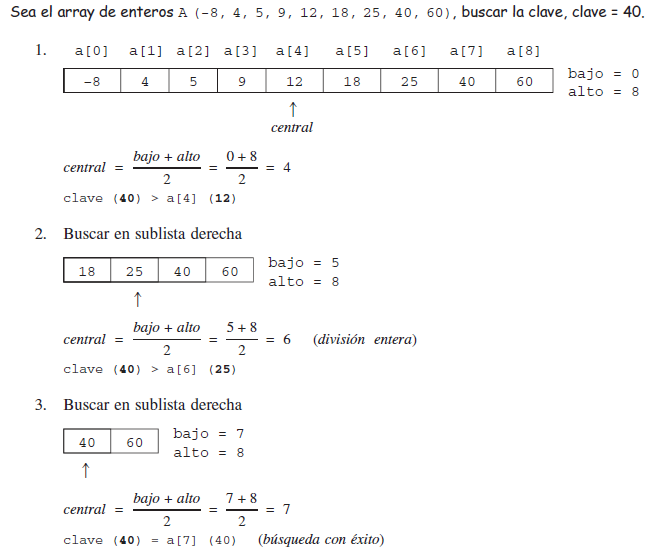 Sea el array de enteros A (-8, 4, 5, 9, 12, 18, 25, 40, 60), buscar la clave, clave = 40.
1. a[0] a[1] a[2] a[3] a[4] a[5] a[6] a[7] a[8]
-8 4 5 9 12 18 25 40 60
bajo = 0
alto = 8
↑
central
central = bajo + alto / 2 = 0 + 8 / 2 = 4
clave (40) > a[4] (12)
2. Buscar en sublista derecha
18 25 40 60
bajo = 5
alto = 8
↑
central = bajo + alto / 2 = 5 + 8 / 2 = 6 (división entera)
clave (40) > a[6] (25)
3. Buscar en sublista derecha
40 60
bajo = 7
alto = 8
↑
central = bajo + alto / 2 = 7 + 8 / 2 = 7
clave (40) = a[7] (40) (búsqueda con éxito)